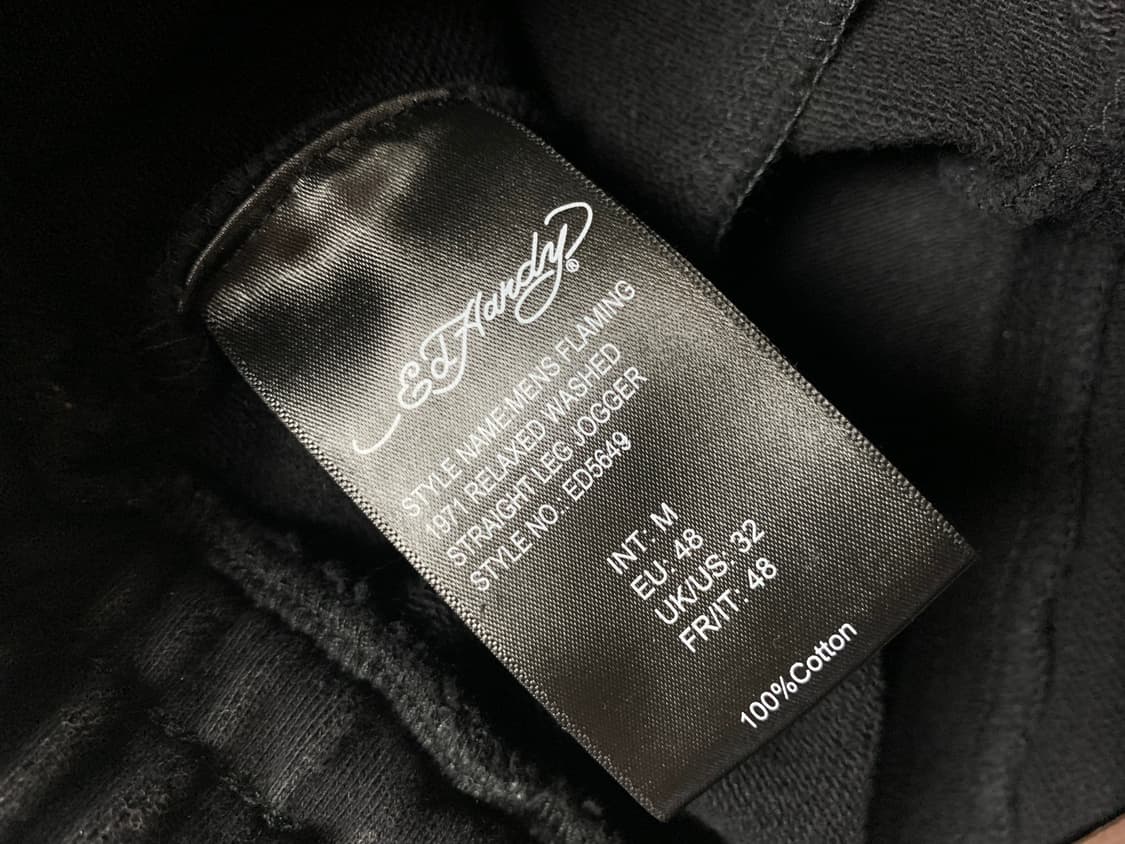 Ed Hardy®
STYLE NAME:MENS FLAMING
1971 RELAXED WASHED
STRAIGHT LEG JOGGER
STYLE NO.: ED5649
INT: M
EU: 48
UK/US: 32
FR/IT: 48
100%Cotton